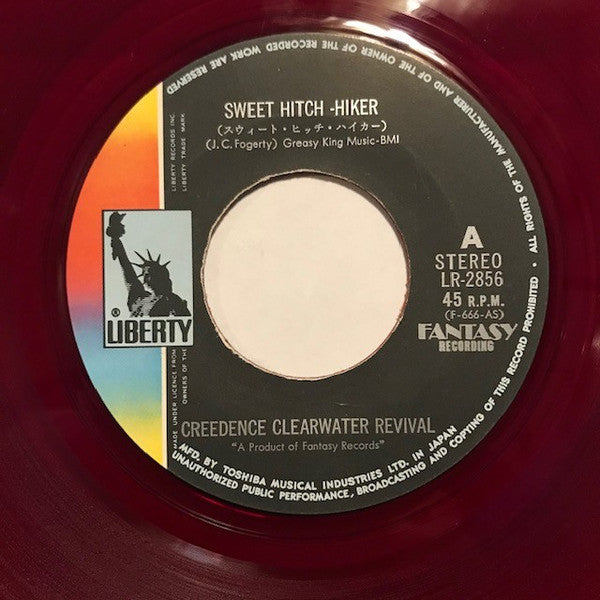 SWEET HITCH -HIKER
(スウィート・ヒッチ・ハイカー)
(J. C. Fogerty) Greasy King Music-BMI
A
STEREO
LR-2856
45 R.P.M.
(F-666-AS)
FANTASY
RECORDING
® LIBERTY
LIBERTY RECORDS INC.
LIBERTY TRADE MARK
MADE UNDER LICENCE FROM
OWNERS OF THE
CREEDENCE CLEARWATER REVIVAL
"A Product of Fantasy Records"
MFD. BY TOSHIBA MUSICAL INDUSTRIES LTD. IN JAPAN
• ALL RIGHTS OF THE MANUFACTURER AND OF THE OWNER OF THE RECORDED WORK ARE RESERVED
UNAUTHORIZED PUBLIC PERFORMANCE, BROADCASTING AND COPYING OF THIS RECORD PROHIBITED •